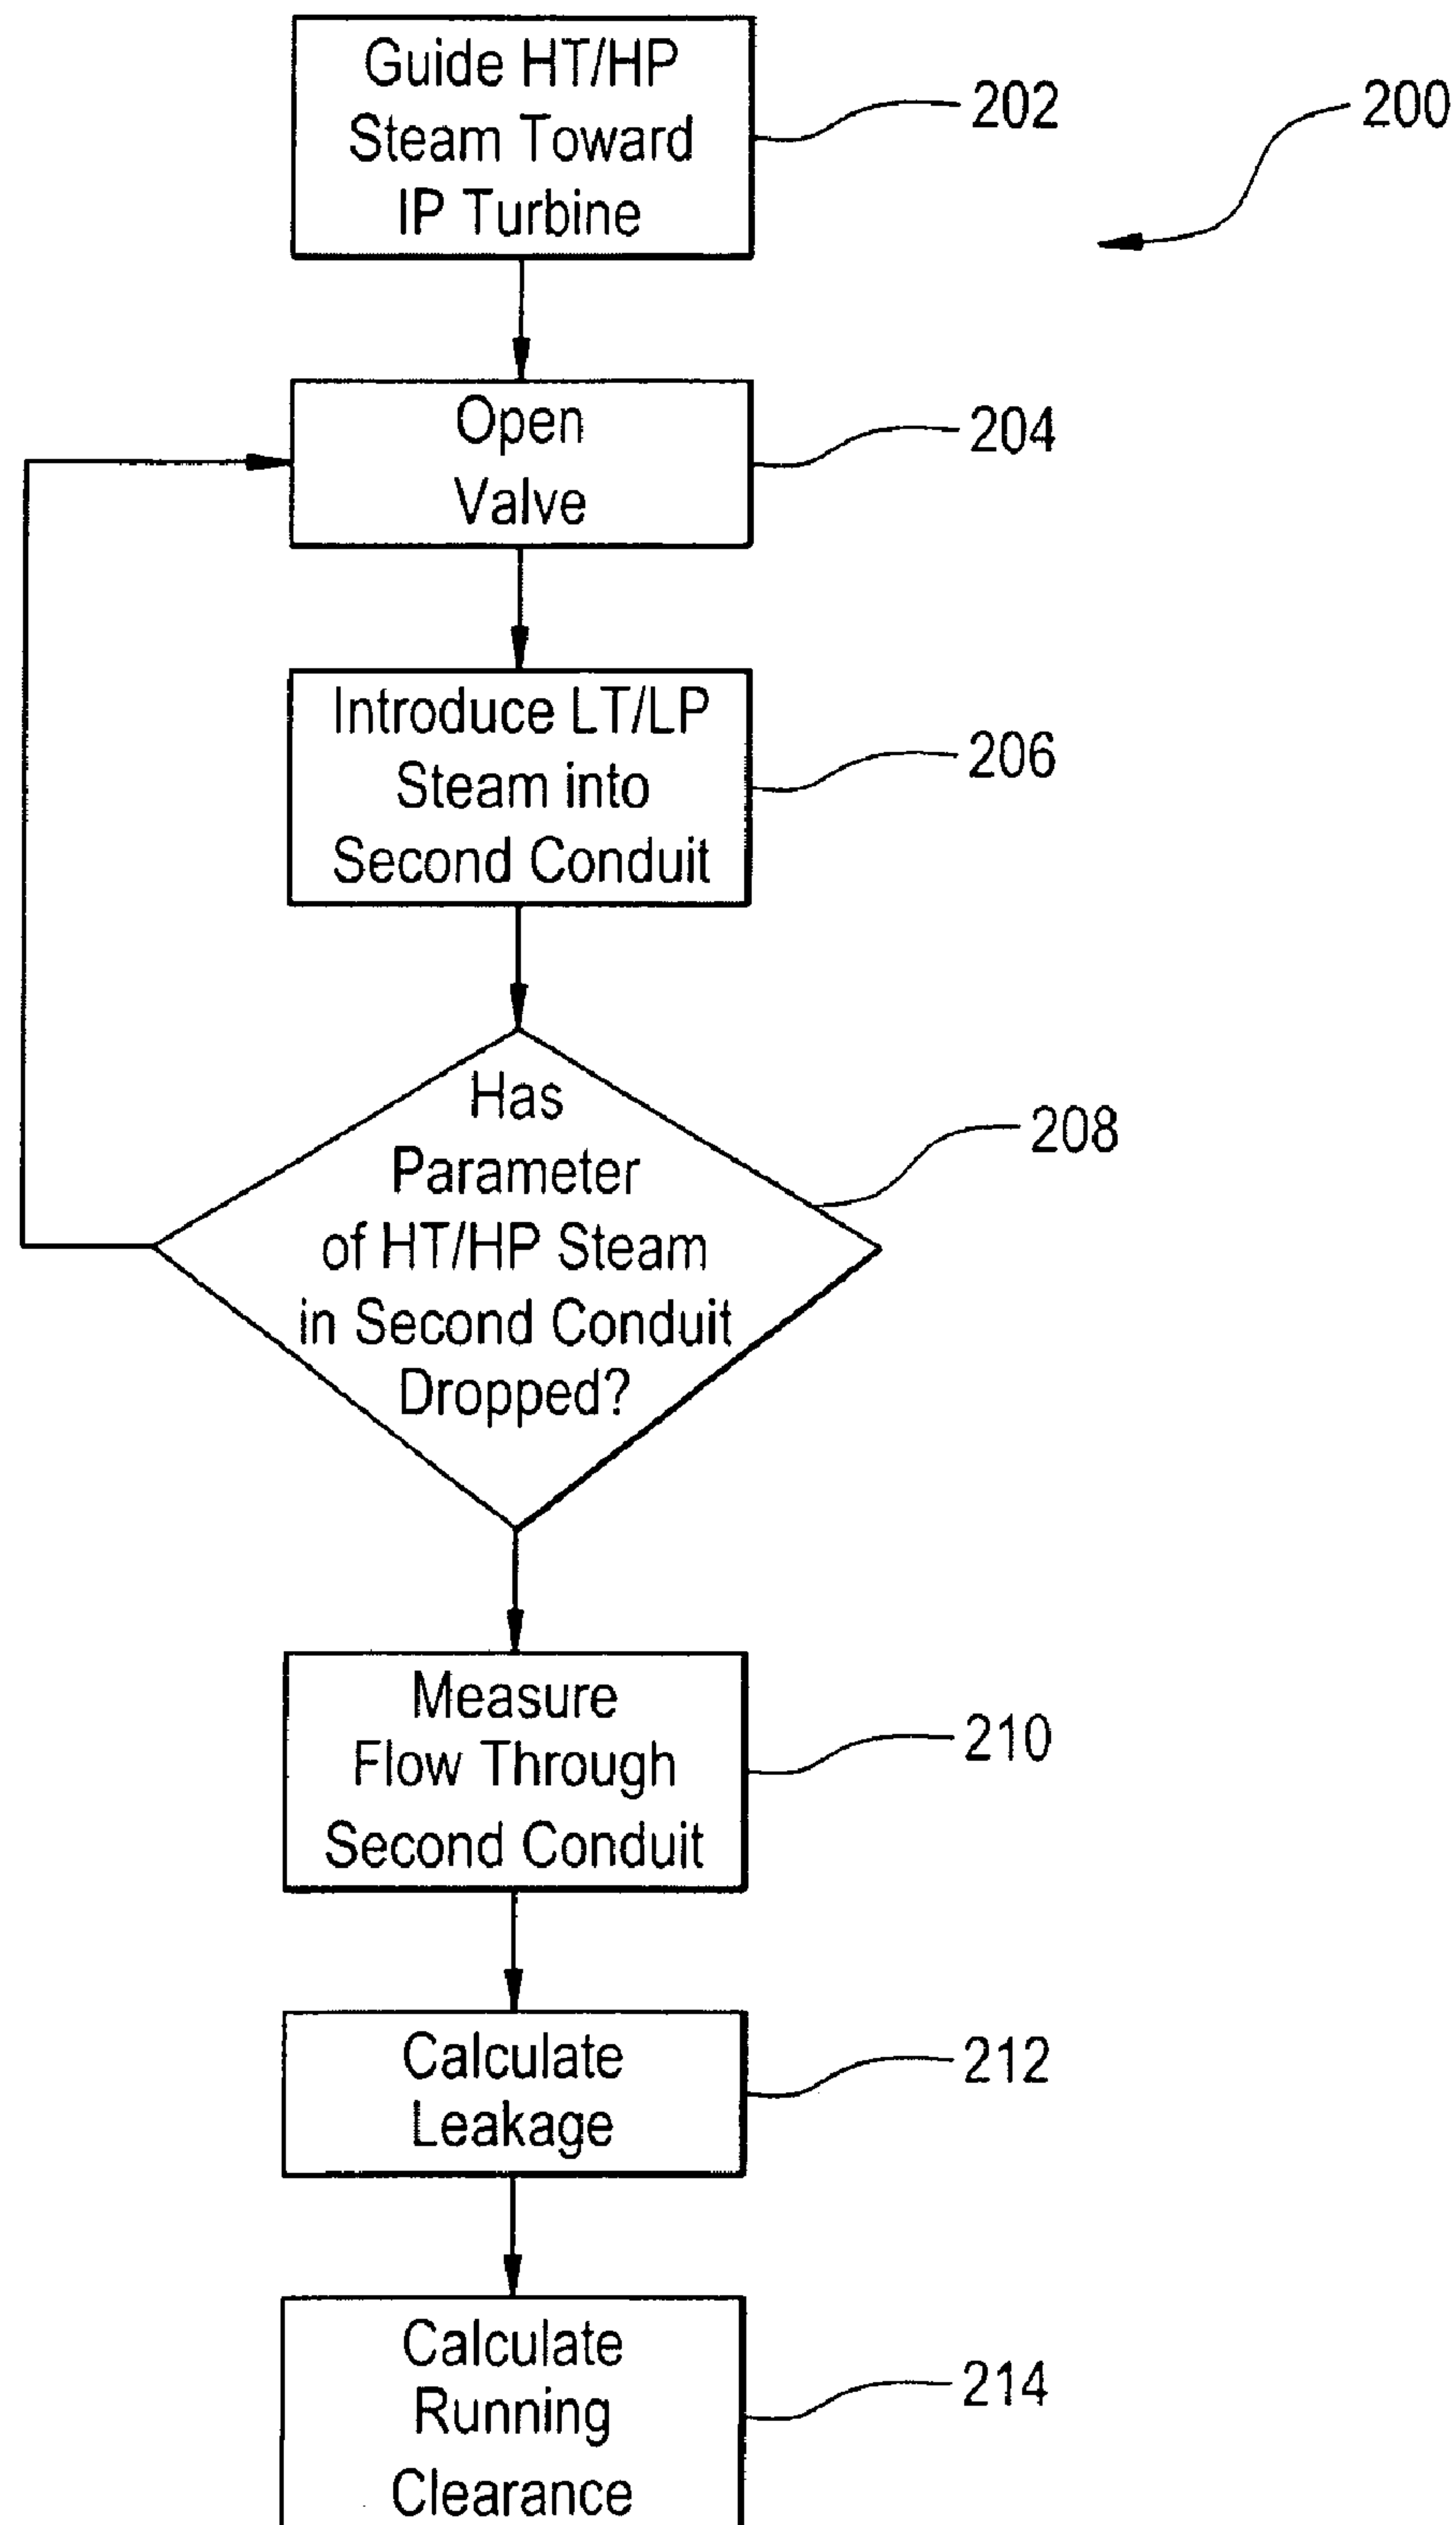 Guide HT/HP
Steam Toward
IP Turbine
202
200
Open
Valve
204
Introduce LT/LP
Steam into
Second Conduit
206
Has
Parameter
of HT/HP Steam
in Second Conduit
Dropped?
208
Measure
Flow Through
Second Conduit
210
Calculate
Leakage
212
Calculate
Running
Clearance
214